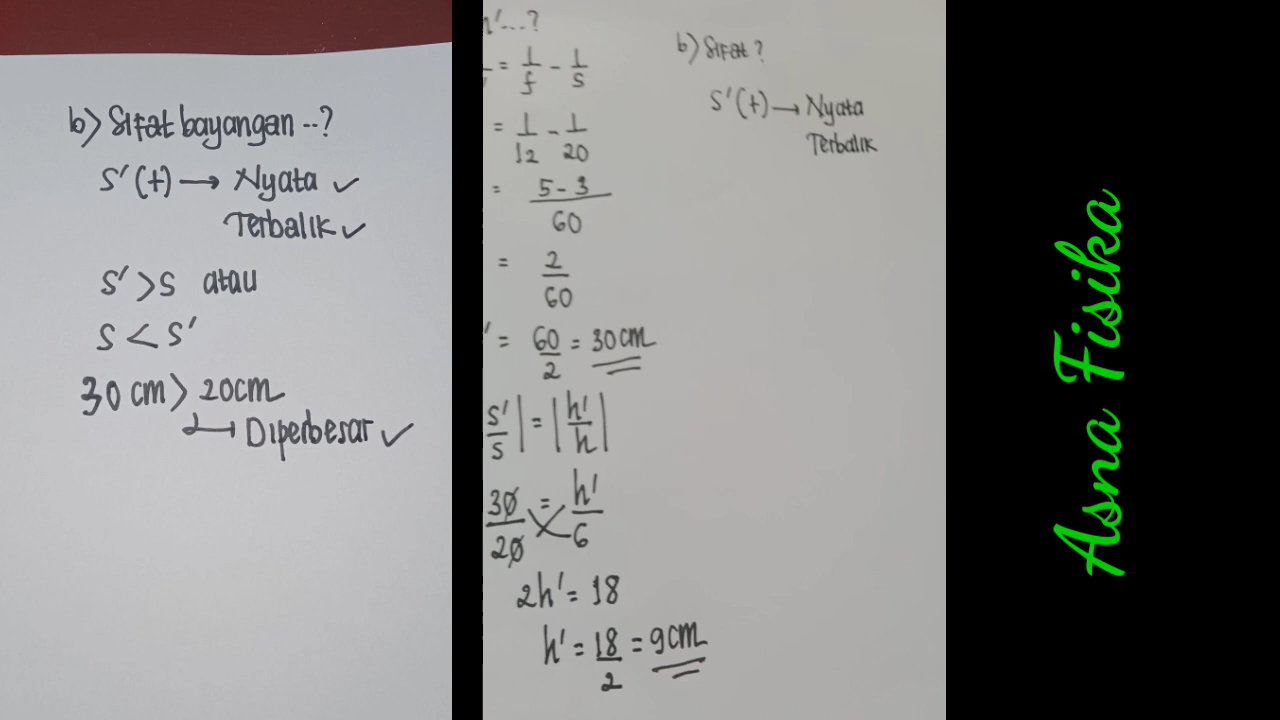 b) Sifat bayangan --?
s'(+) → Nyata ✓
Terbalik ✓
s' > s atau
s < s'
30 cm > 20cm
↳ Diperbesar ✓
h'...?
= 1/f - 1/s
= 1/12 - 1/20
= 5 - 3 / 60
= 2/60
' = 60/2 = 30 cm
s'/s | = | h'/h |
30/20 = h'/6
2h' = 18
h' = 18/2 = 9 cm
b) Sifat?
s'(+) → Nyata
Terbalik
Asna Fisika